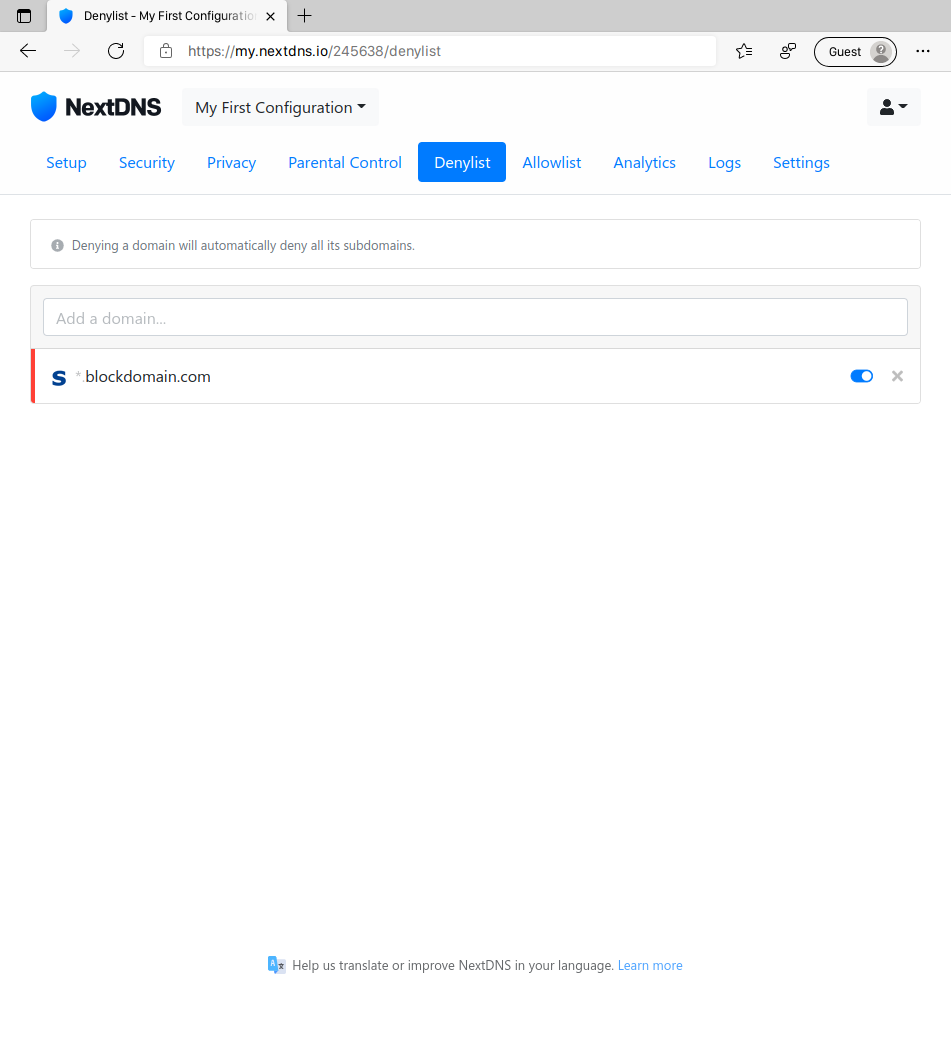 Denylist - My First Configuratio
https://my.nextdns.io/245638/denylist
Guest
NextDNS
My First Configuration
Setup Security Privacy Parental Control Denylist Allowlist Analytics Logs Settings
Denying a domain will automatically deny all its subdomains.
Add a domain...
S *.blockdomain.com
Help us translate or improve NextDNS in your language. Learn more